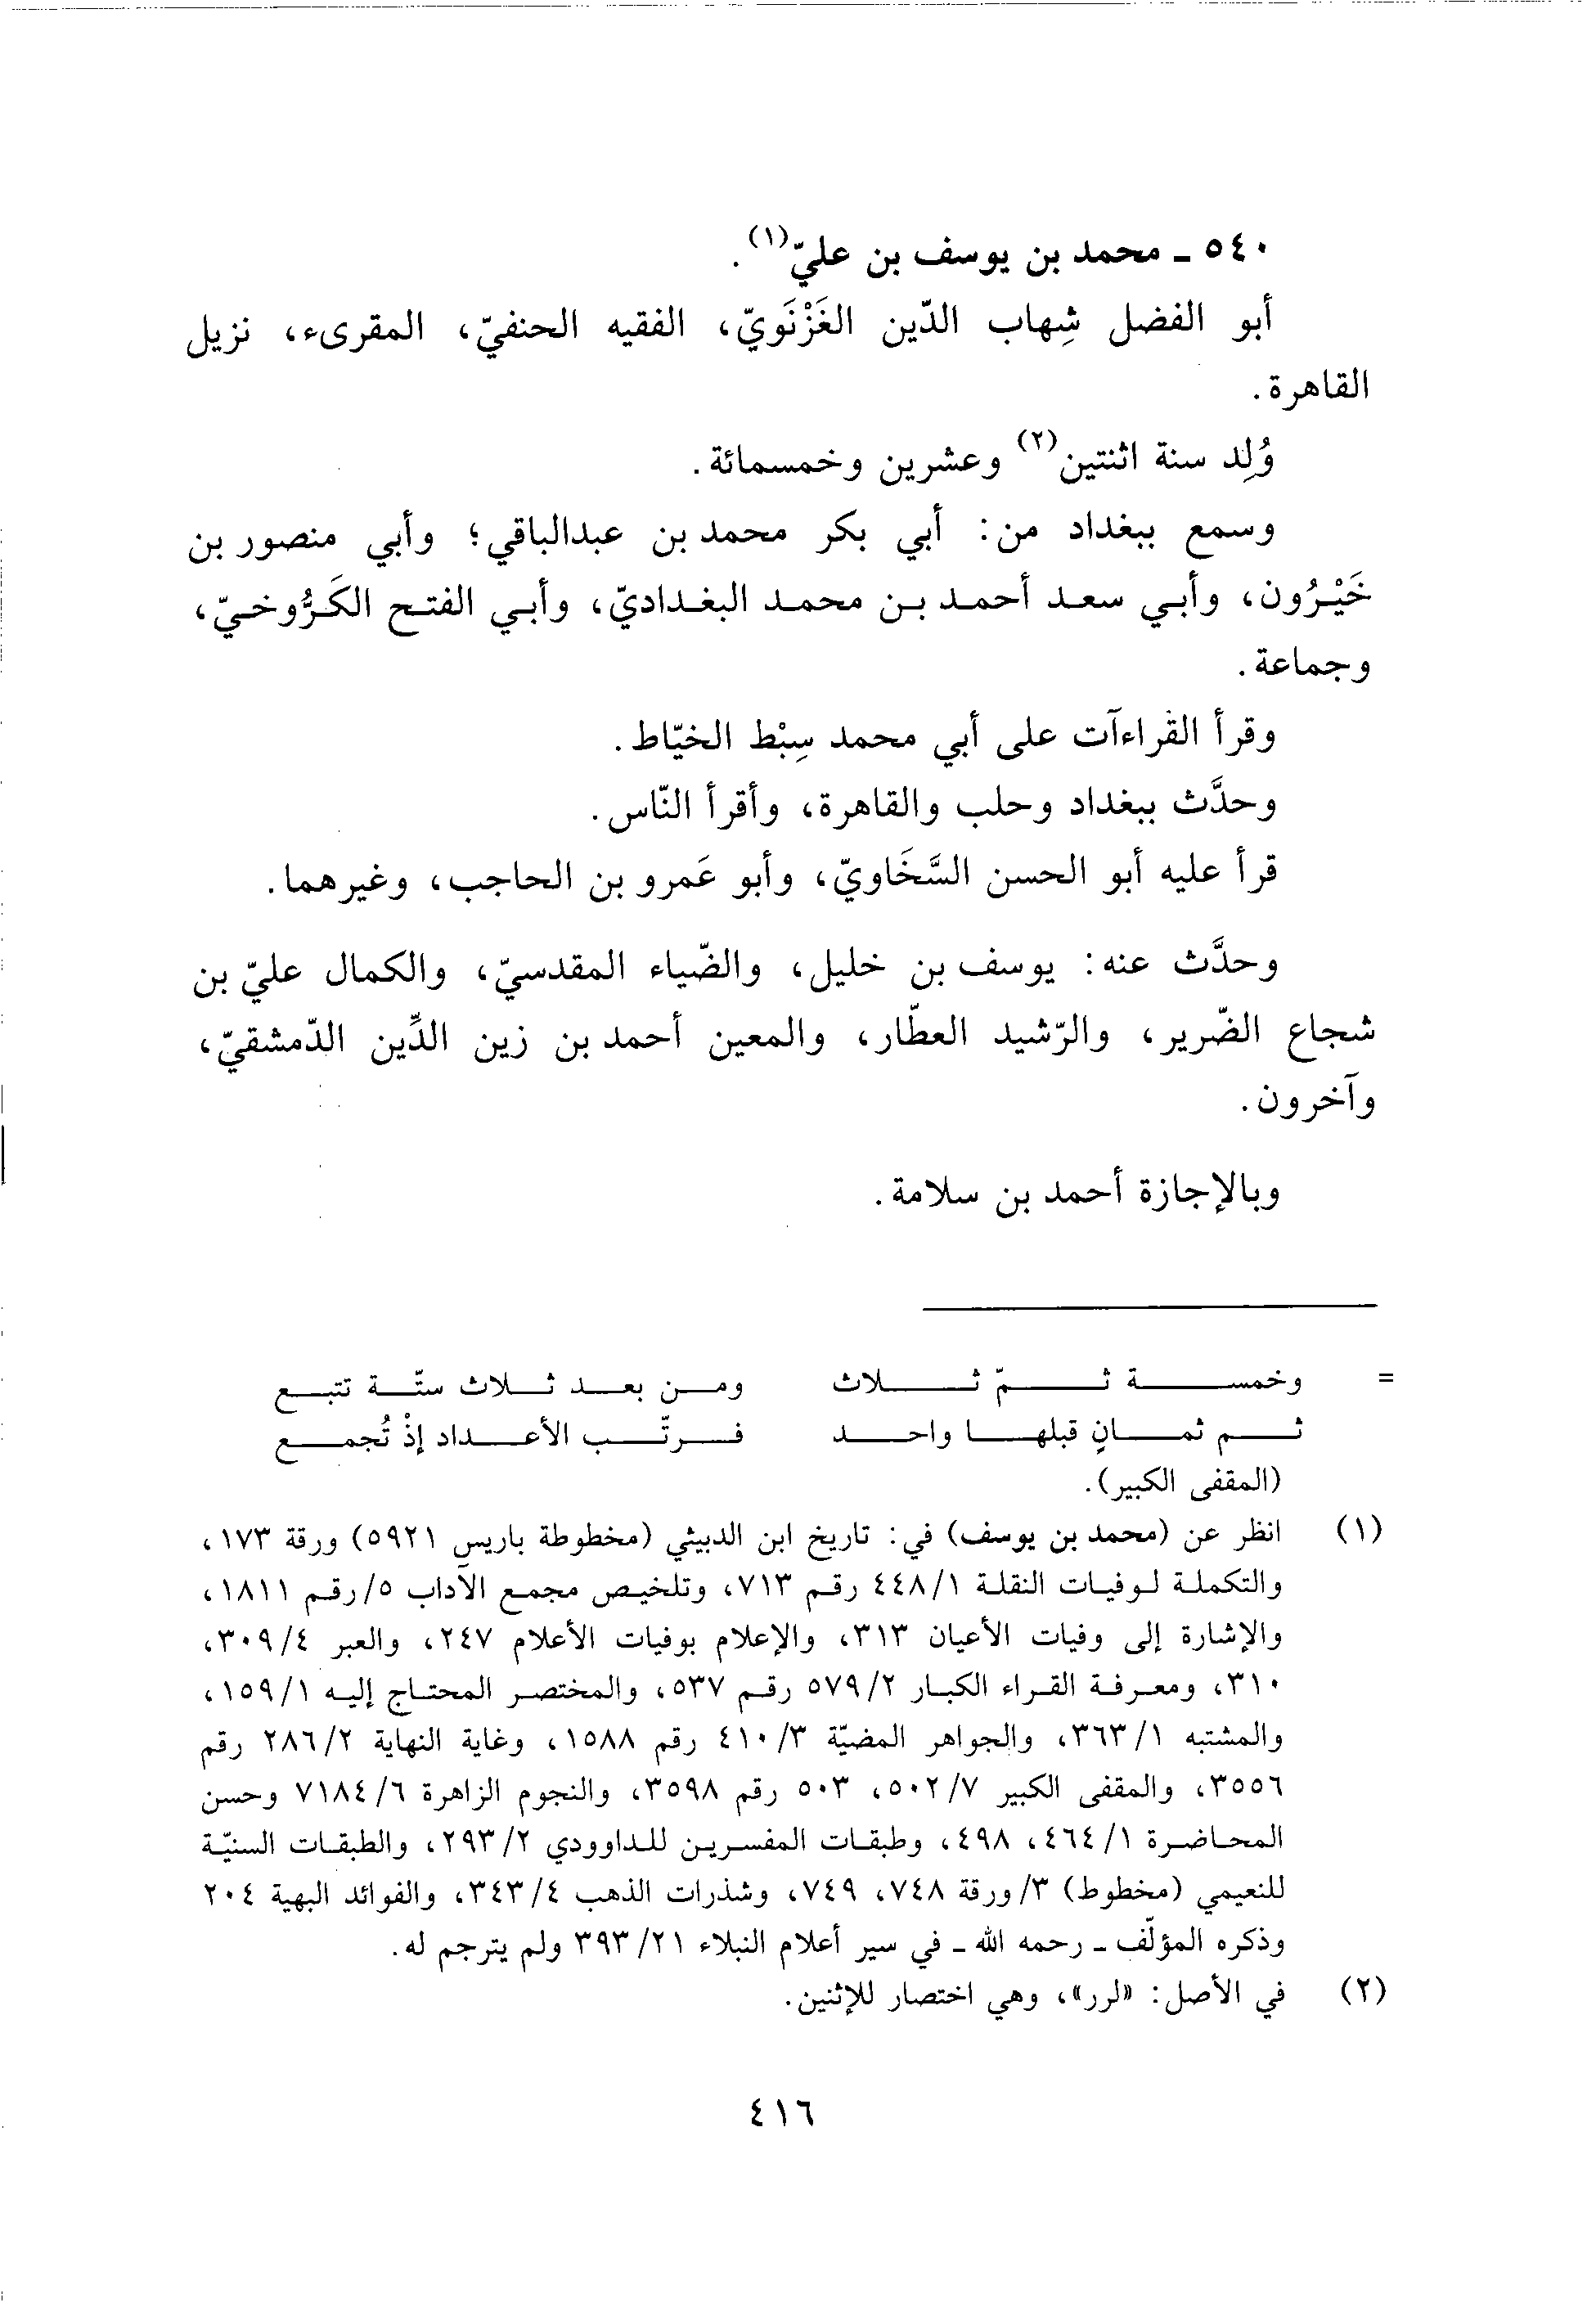 ٥٤٠ ـ محمد بن يوسف بن عليّ(١).
أبو الفضل شِهاب الدّين الغَزْنَويّ، الفقيه الحنفيّ، المقرىء، نزيل
القاهرة.
وُلِد سنة اثنتين(٢) وعشرين وخمسمائة.
وسمع ببغداد من: أبي بكر محمد بن عبدالباقي؛ وأبي منصور بن
خَيْرُون، وأبي سعد أحمد بن محمد البغداديّ، وأبي الفتح الكَرُّوخيّ،
وجماعة.
وقرأ القراءآت على أبي محمد سِبْط الخيّاط.
وحدَّث ببغداد وحلب والقاهرة، وأقرأ النّاس.
قرأ عليه أبو الحسن السَّخَاويّ، وأبو عَمرو بن الحاجب، وغيرهما.
وحدَّث عنه: يوسف بن خليل، والضّياء المقدسيّ، والكمال عليّ بن
شجاع الضّرير، والرّشيد العطّار، والمعين أحمد بن زين الدِّين الدّمشقيّ،
وآخرون.
وبالإجازة أحمد بن سلامة.
= وخمسة ثمّ ثلاث ومن بعد ثلاث ستّة تتبع
ثم ثمانٍ قبلها واحد فرتّب الأعداد إذْ تُجمع
(المقفى الكبير).
(١) انظر عن (محمد بن يوسف) في: تاريخ ابن الدبيثي (مخطوطة باريس ٥٩٢١) ورقة ١٧٣،
والتكملة لوفيات النقلة ١/٤٤٨ رقم ٧١٣، وتلخيص مجمع الآداب ٥/رقم ١٨١١،
والإشارة إلى وفيات الأعيان ٣١٣، والإعلام بوفيات الأعلام ٢٤٧، والعبر ٤/٣٠٩،
٣١٠، ومعرفة القراء الكبار ٢/٥٧٩ رقم ٥٣٧، والمختصر المحتاج إليه ١/١٥٩،
والمشتبه ١/٣٦٣، والجواهر المضيّة ٣/٤١٠ رقم ١٥٨٨، وغاية النهاية ٢/٢٨٦ رقم
٣٥٥٦، والمقفى الكبير ٧/٥٠٢، ٥٠٣ رقم ٣٥٩٨، والنجوم الزاهرة ٦/٧١٨٤ وحسن
المحاضرة ١/٤٦٤، ٤٩٨، وطبقات المفسرين للداوودي ٢/٢٩٣، والطبقات السنيّة
للنعيمي (مخطوط) ٣/ورقة ٧٤٨، ٧٤٩، وشذرات الذهب ٤/٣٤٣، والفوائد البهية ٢٠٤
وذكره المؤلّف ـ رحمه الله ـ في سير أعلام النبلاء ٢١/٣٩٣ ولم يترجم له.
(٢) في الأصل: «لرر»، وهي اختصار للإثنين.
٤١٦